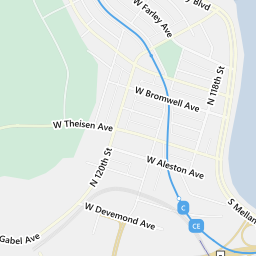 Blvd
W Farley Ave
N 118th St
W Bromwell Ave
W Theisen Ave
N 120th St
W Aleston Ave
S Mellan
C
W Devemond Ave
CE
Gabel Ave